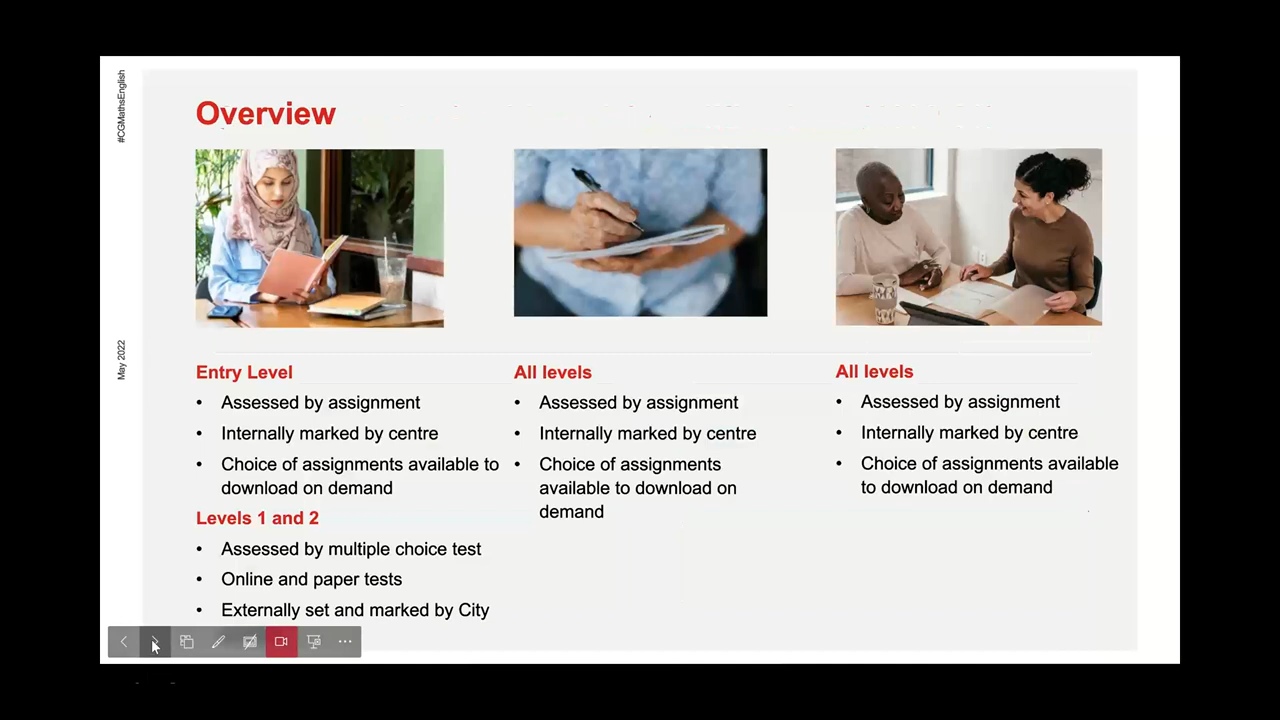 #CGMathsEnglish
May 2022
Overview
Entry Level
• Assessed by assignment
• Internally marked by centre
• Choice of assignments available to
download on demand
Levels 1 and 2
• Assessed by multiple choice test
• Online and paper tests
• Externally set and marked by City
All levels
• Assessed by assignment
• Internally marked by centre
• Choice of assignments
available to download on
demand
All levels
• Assessed by assignment
• Internally marked by centre
• Choice of assignments available
to download on demand